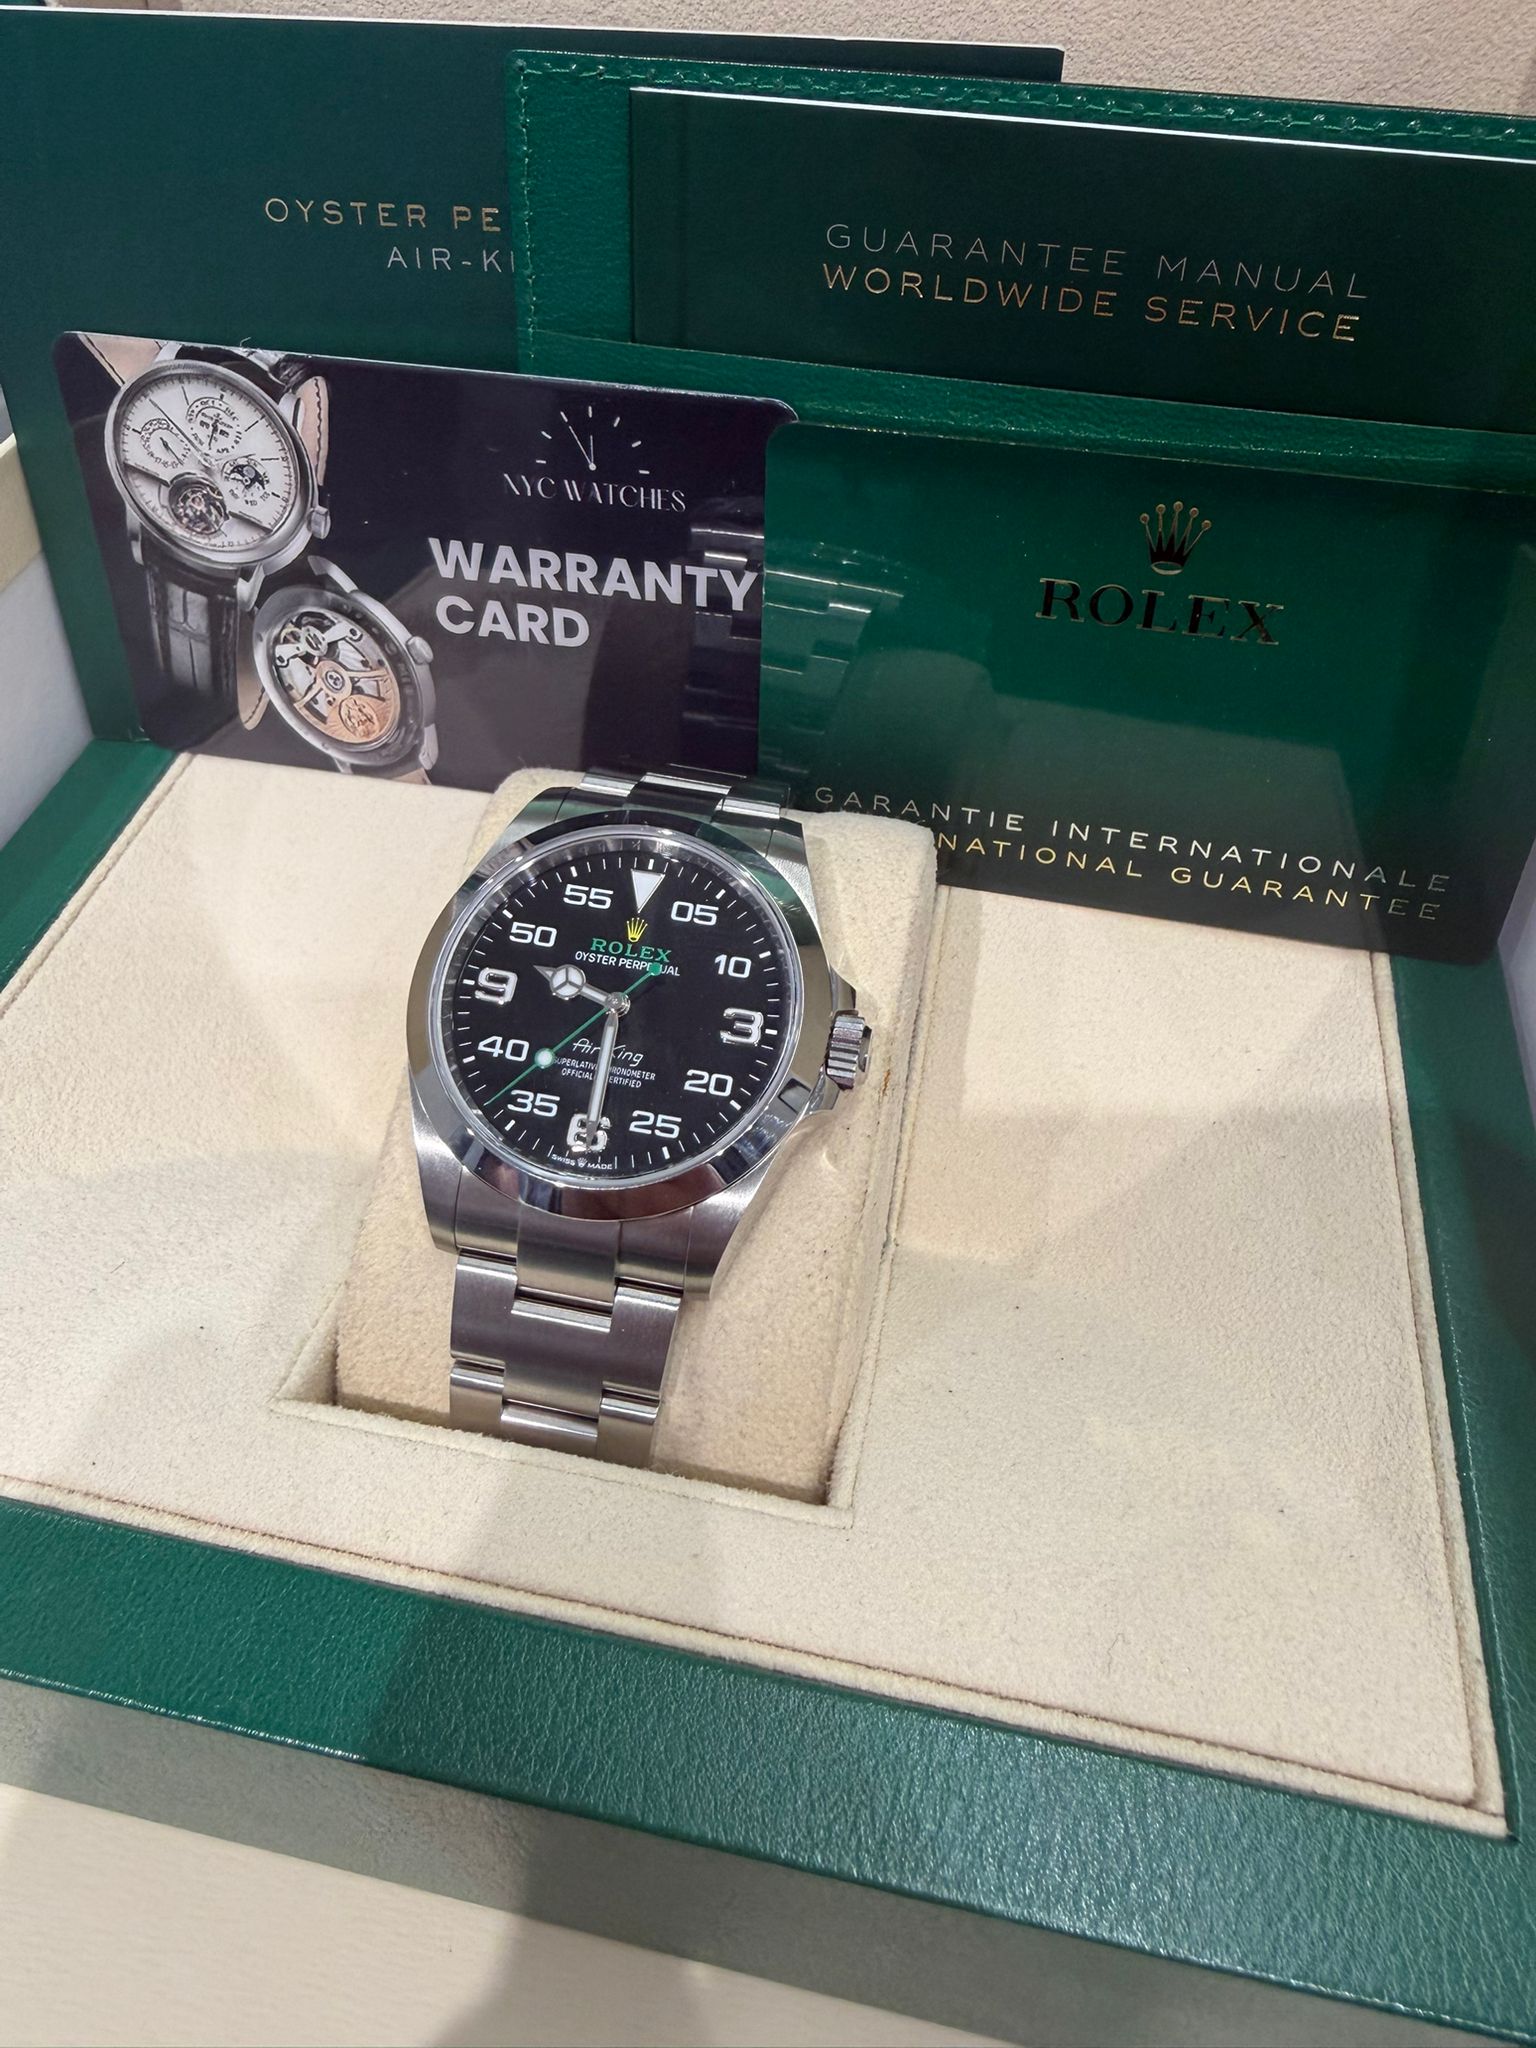 OYSTER PE
AIR-KI
GUARANTEE MANUAL
WORLDWIDE SERVICE
NYC WATCHES
WARRANTY
CARD
ROLEX
GARANTIE INTERNATIONALE
NATIONAL GUARANTEE
55
05
50
10
9
3
40
20
35
25
6
ROLEX
OYSTER PERPETUAL
Air-King
SUPERLATIVE CHRONOMETER
OFFICIALLY CERTIFIED
SWISS MADE